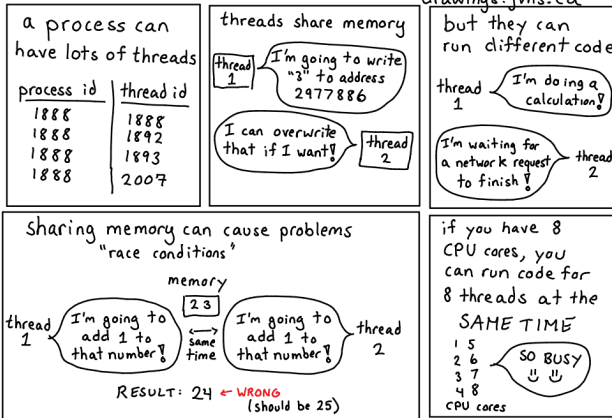 drawings.jvns.ca
a process can
have lots of threads
process id thread id
1888 1888
1888 1892
1888 1893
1888 2007
threads share memory
thread
1
I'm going to write
"3" to address
2977886
I can overwrite
that if I want!
thread
2
but they can
run different code
thread
1
I'm doing a
calculation!
I'm waiting for
a network request
to finish!
thread
2
sharing memory can cause problems
"race conditions"
memory
23
thread
1
I'm going to
add 1 to
that number!
same
time
I'm going to
add 1 to
that number!
thread
2
RESULT: 24 ← WRONG
(should be 25)
if you have 8
CPU cores, you
can run code for
8 threads at the
SAME TIME
1 5
2 6
3 7
4 8
CPU cores
SO BUSY